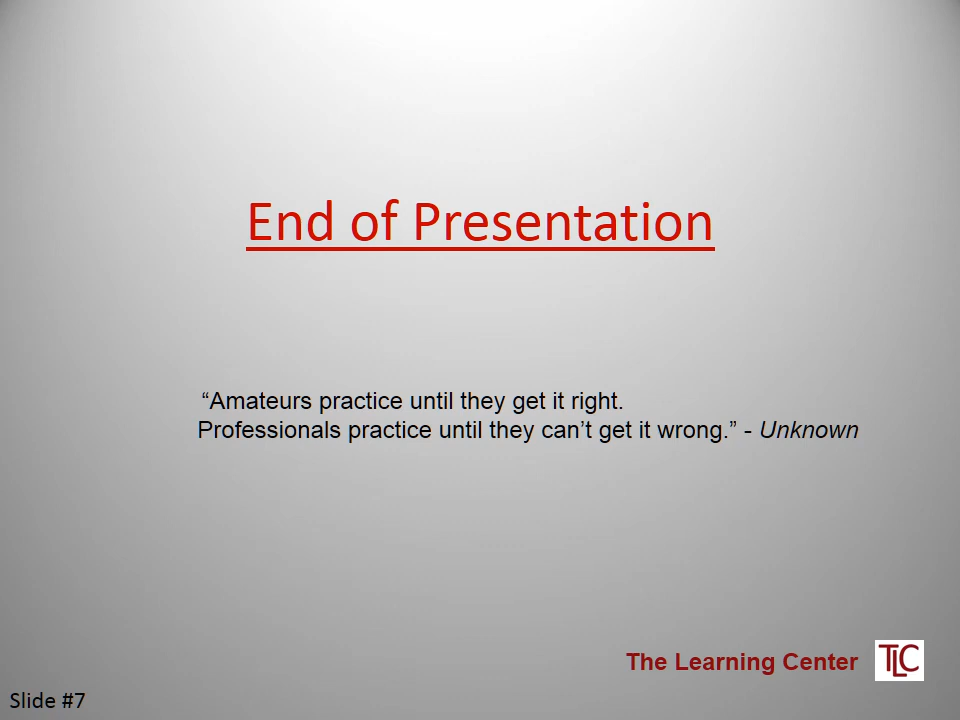 End of Presentation
“Amateurs practice until they get it right.
Professionals practice until they can’t get it wrong.” - Unknown
The Learning Center
TLC
Slide #7